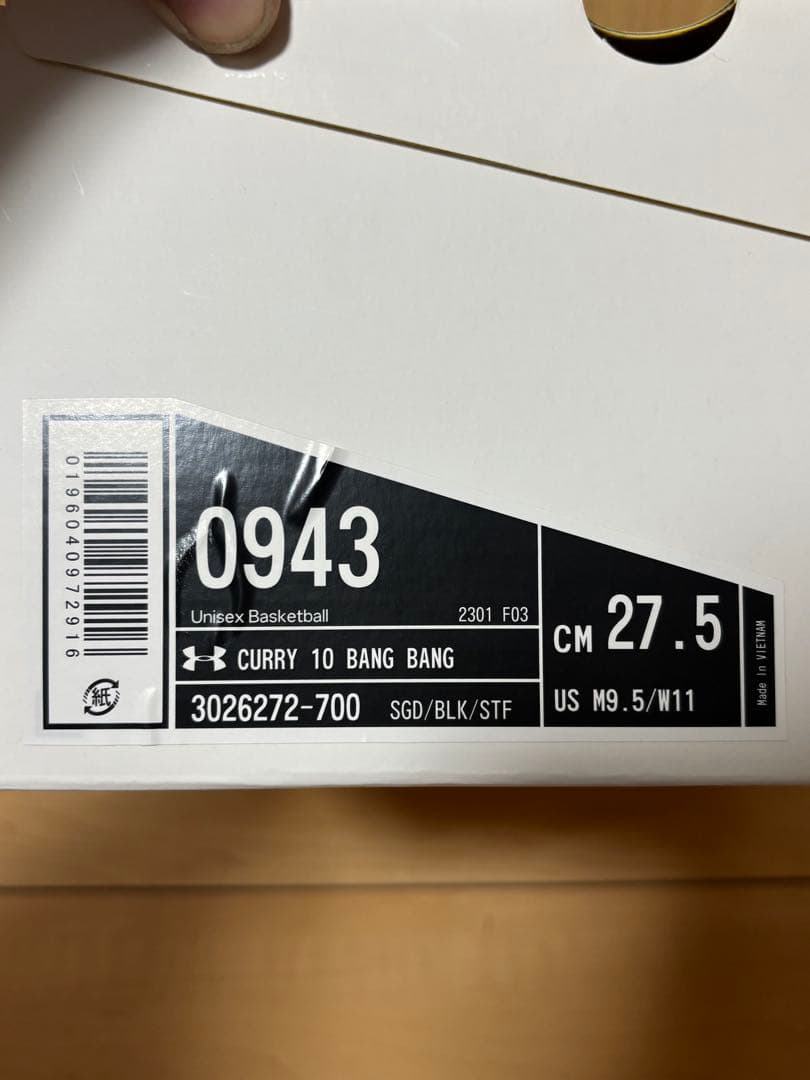 0196040972916
紙
0943
Unisex Basketball 2301 F03
CURRY 10 BANG BANG
3026272-700 SGD/BLK/STF
CM 27.5
US M9.5/W11
Made In VIETNAM